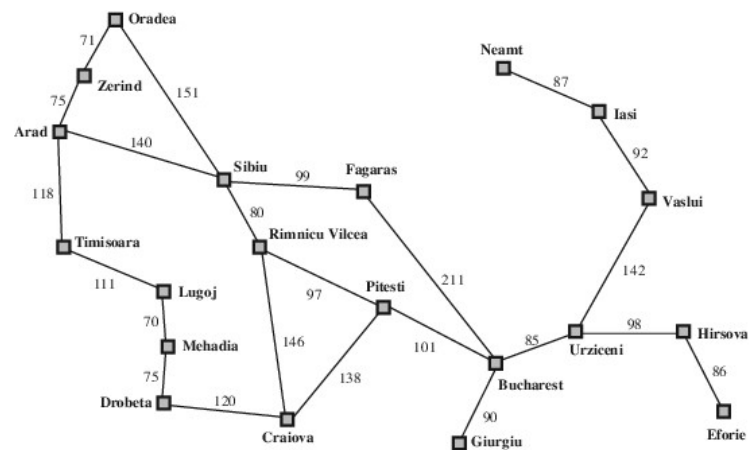 Oradea
71
Neamt
87
Zerind
75
151
Iasi
Arad
140
92
Sibiu
99
Fagaras
118
80
Vaslui
Rimnicu Vilcea
Timisoara
111
211
142
Lugoj
97
Pitesti
70
98
Hirsova
146
101
85
Urziceni
Mehadia
138
86
75
Bucharest
120
90
Drobeta
Craiova
Giurgiu
Eforie